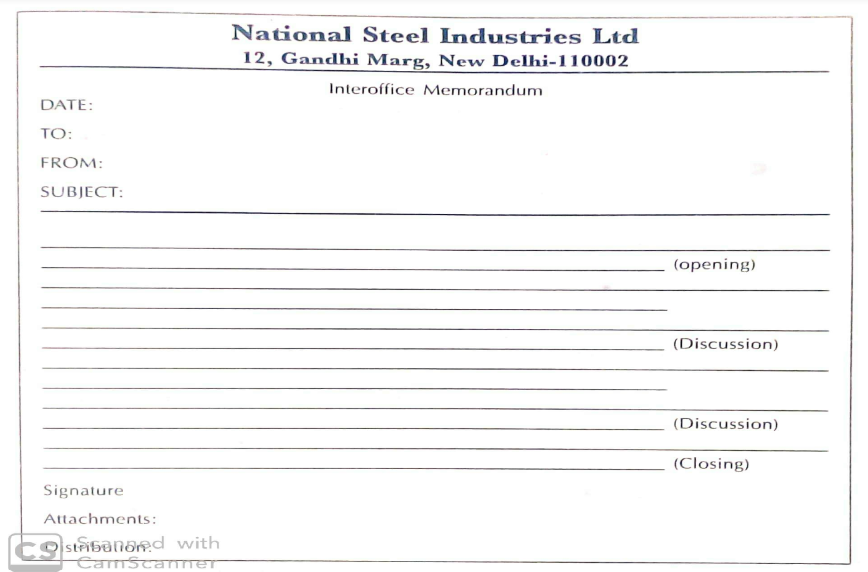 National Steel Industries Ltd
12, Gandhi Marg, New Delhi-110002
Interoffice Memorandum
DATE:
TO:
FROM:
SUBJECT:
(opening)
(Discussion)
(Discussion)
(Closing)
Signature
Attachments:
Distribution:
CS Scanned with
CamScanner